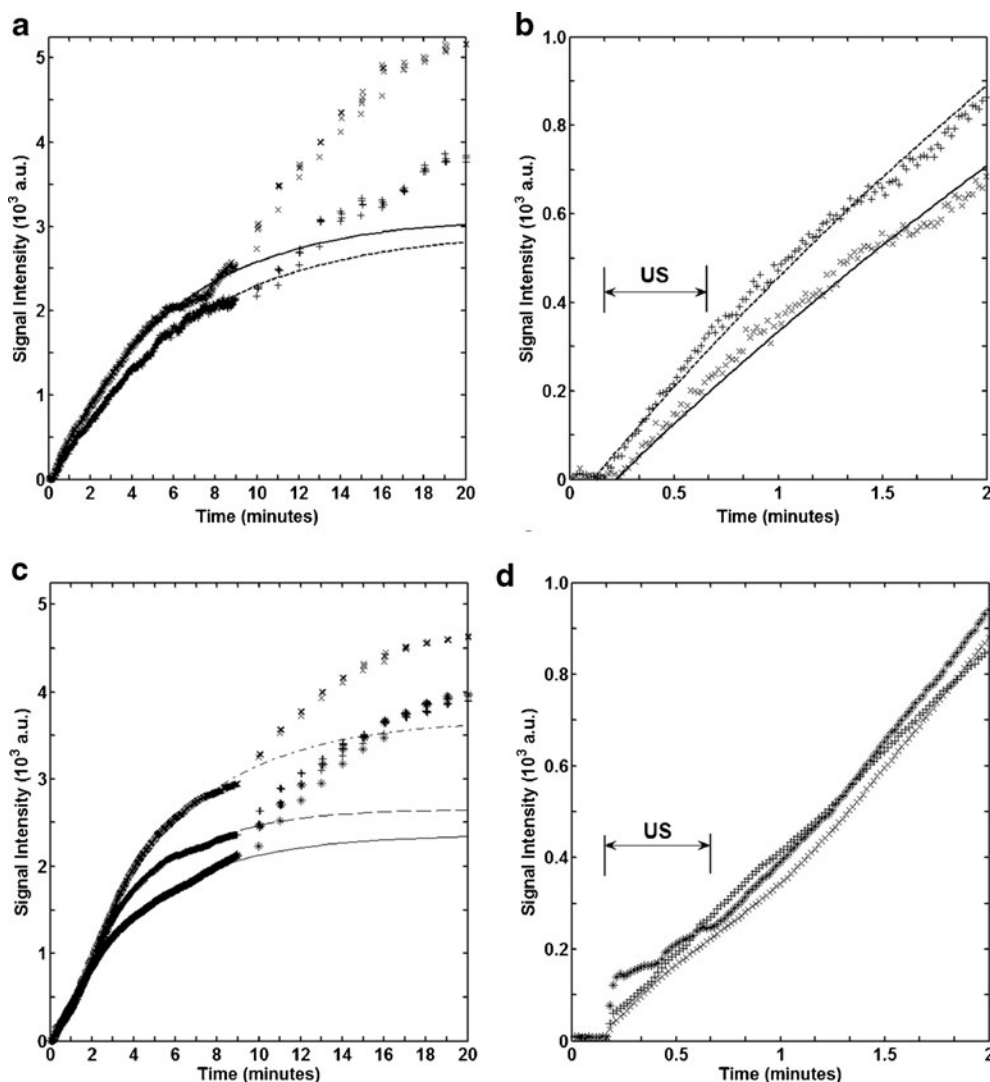 a
5
4
3
2
1
0
Signal Intensity (10³ a.u.)
0 2 4 6 8 10 12 14 16 18 20
Time (minutes)
b
1.0
0.8
0.6
0.4
0.2
0
Signal Intensity (10³ a.u.)
US
0 0.5 1 1.5 2
Time (minutes)
c
5
4
3
2
1
0
Signal Intensity (10³ a.u.)
0 2 4 6 8 10 12 14 16 18 20
Time (minutes)
d
1.0
0.8
0.6
0.4
0.2
0
Signal Intensity (10³ a.u.)
US
0 0.5 1 1.5 2
Time (minutes)